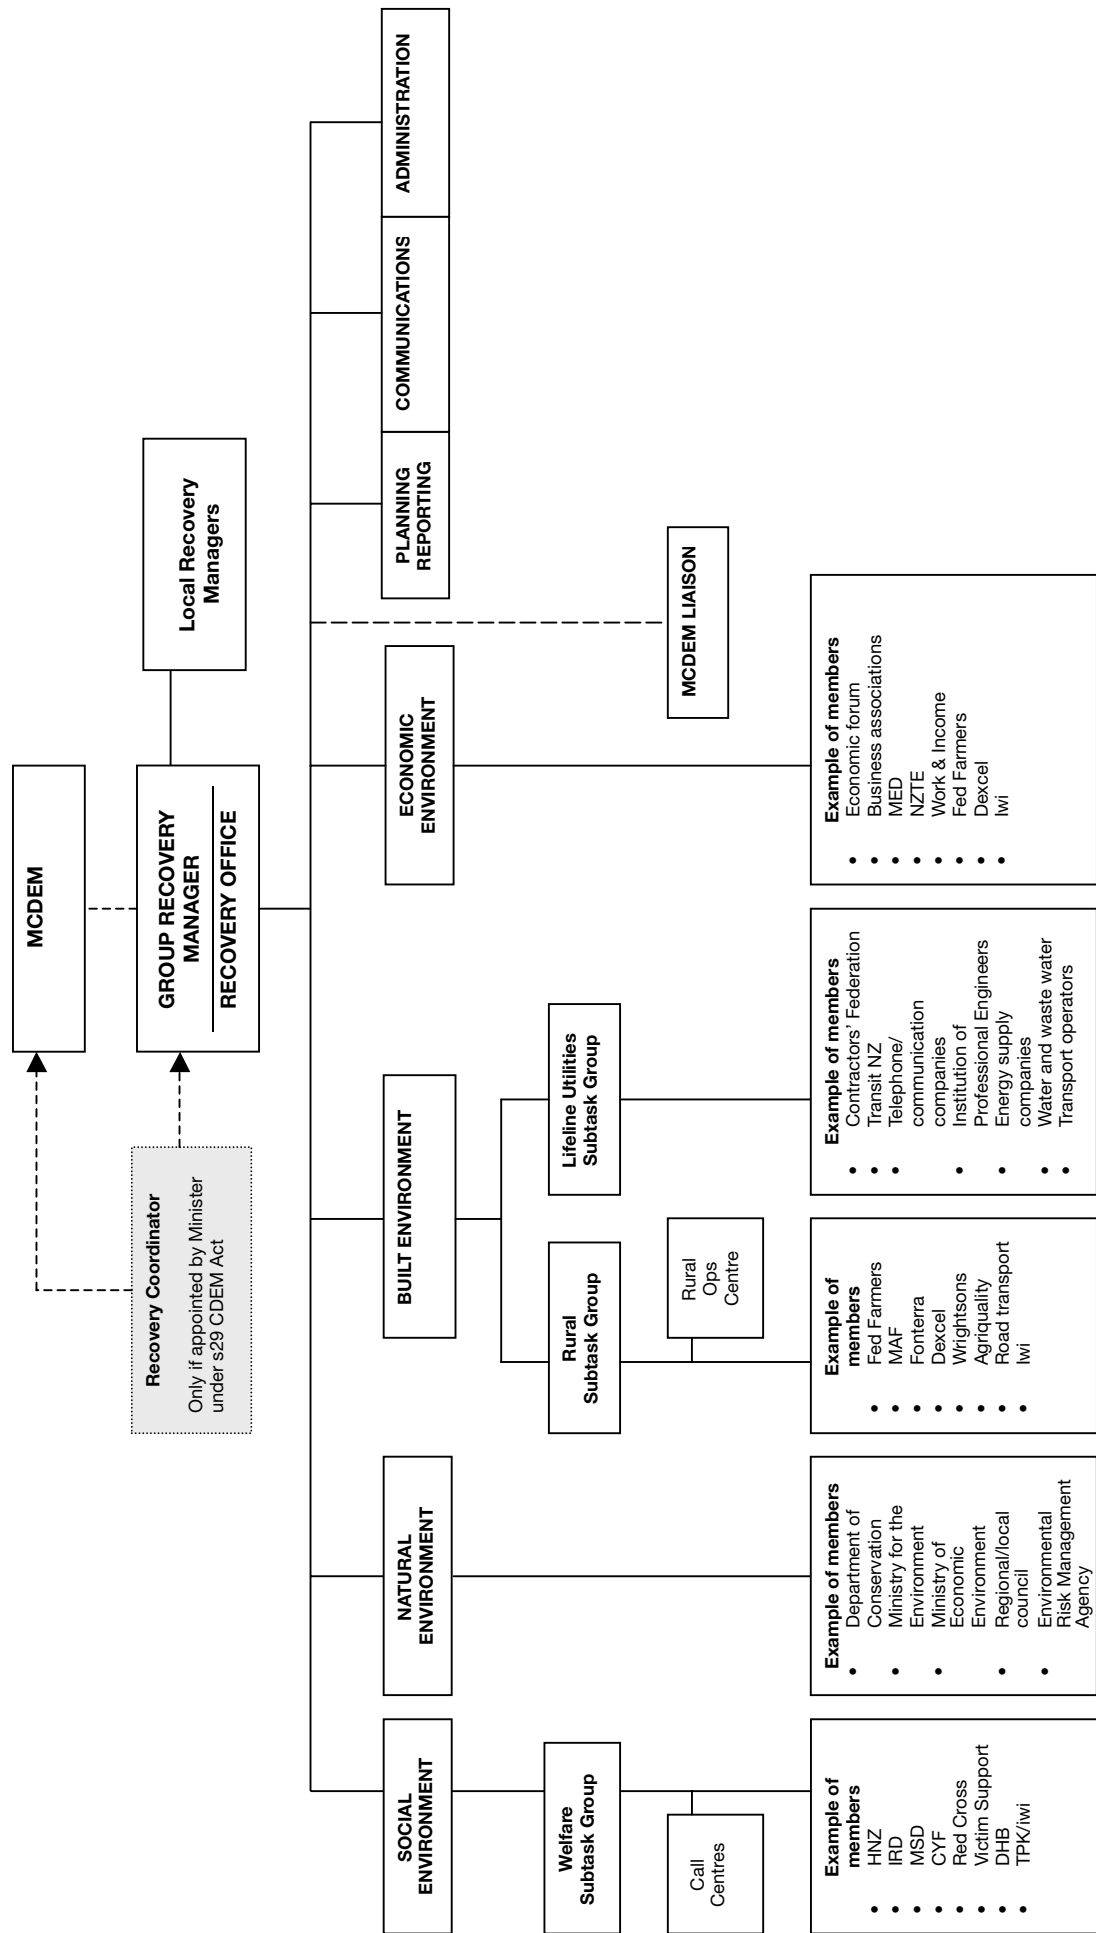 MCDEM
Recovery Coordinator
Only if appointed by Minister
under s29 CDEM Act
GROUP RECOVERY
MANAGER
RECOVERY OFFICE
Local Recovery
Managers
SOCIAL
ENVIRONMENT
NATURAL
ENVIRONMENT
BUILT ENVIRONMENT
ECONOMIC
ENVIRONMENT
PLANNING
REPORTING
COMMUNICATIONS
ADMINISTRATION
Welfare
Subtask Group
Rural
Subtask Group
Lifeline Utilities
Subtask Group
Call
Centres
Rural
Ops
Centre
MCDEM LIAISON
Example of
members
• HNZ
• IRD
• MSD
• CYF
• Red Cross
• Victim Support
• DHB
• TPK/iwi
Example of members
• Department of
Conservation
• Ministry for the
Environment
• Ministry of
Economic
Environment
• Regional/local
council
• Environmental
Risk Management
Agency
Example of
members
• Fed Farmers
• MAF
• Fonterra
• Dexcel
• Wrightsons
• Agriquality
• Road transport
• Iwi
Example of members
• Contractors' Federation
• Transit NZ
• Telephone/
communication
companies
• Institution of
Professional Engineers
• Energy supply
companies
• Water and waste water
• Transport operators
Example of members
• Economic forum
• Business associations
• MED
• NZTE
• Work & Income
• Fed Farmers
• Dexcel
• Iwi